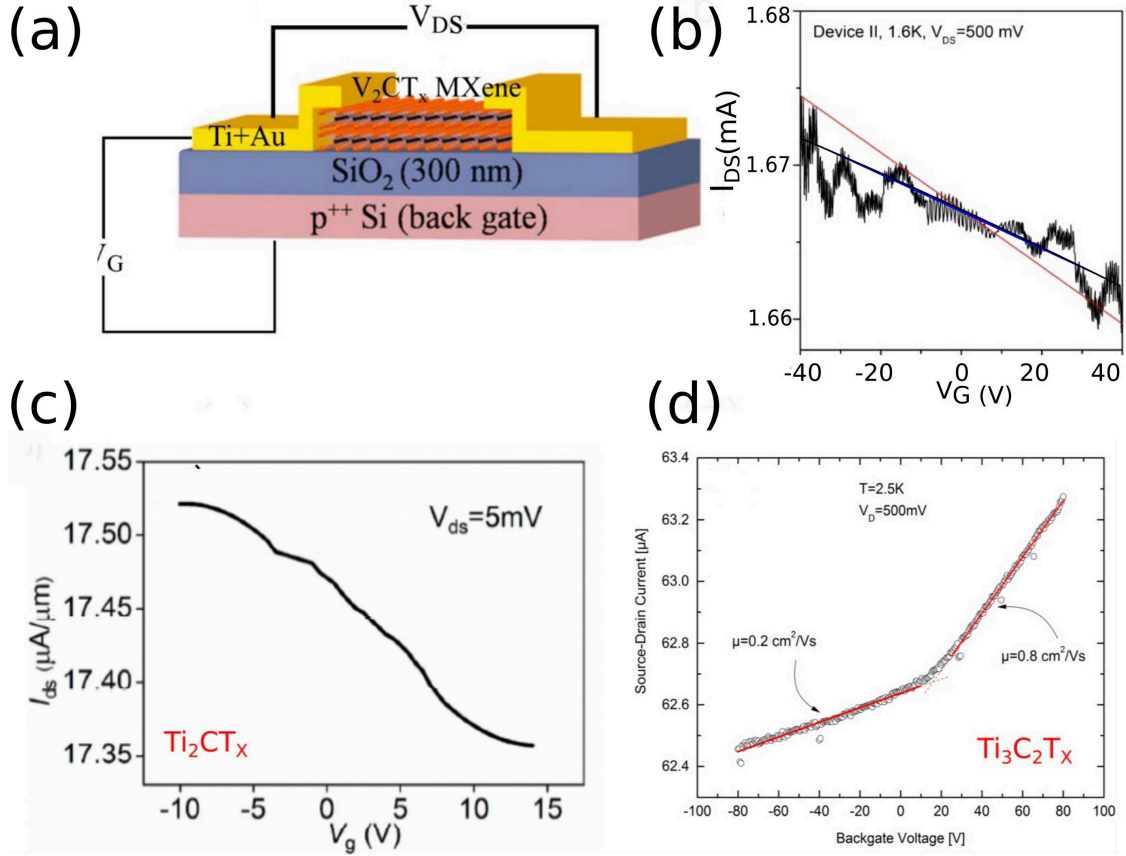 (a)
V_DS
V₂CTₓ MXene
Ti+Au
SiO₂ (300 nm)
p⁺⁺ Si (back gate)
V_G
(b)
Device II, 1.6K, V_DS=500 mV
1.68
1.67
1.66
I_DS(mA)
-40 -20 0 20 40
V_G (V)
(c)
17.55
17.50
17.45
17.40
17.35
I_ds (μA/μm)
V_ds=5mV
Ti₂CT_X
-10 -5 0 5 10 15
V_g (V)
(d)
63.4
63.2
63.0
62.8
62.6
62.4
Source-Drain Current [μA]
T=2.5K
V_D=500mV
μ=0.2 cm²/Vs
μ=0.8 cm²/Vs
Ti₃C₂T_X
-100 -80 -60 -40 -20 0 20 40 60 80 100
Backgate Voltage [V]